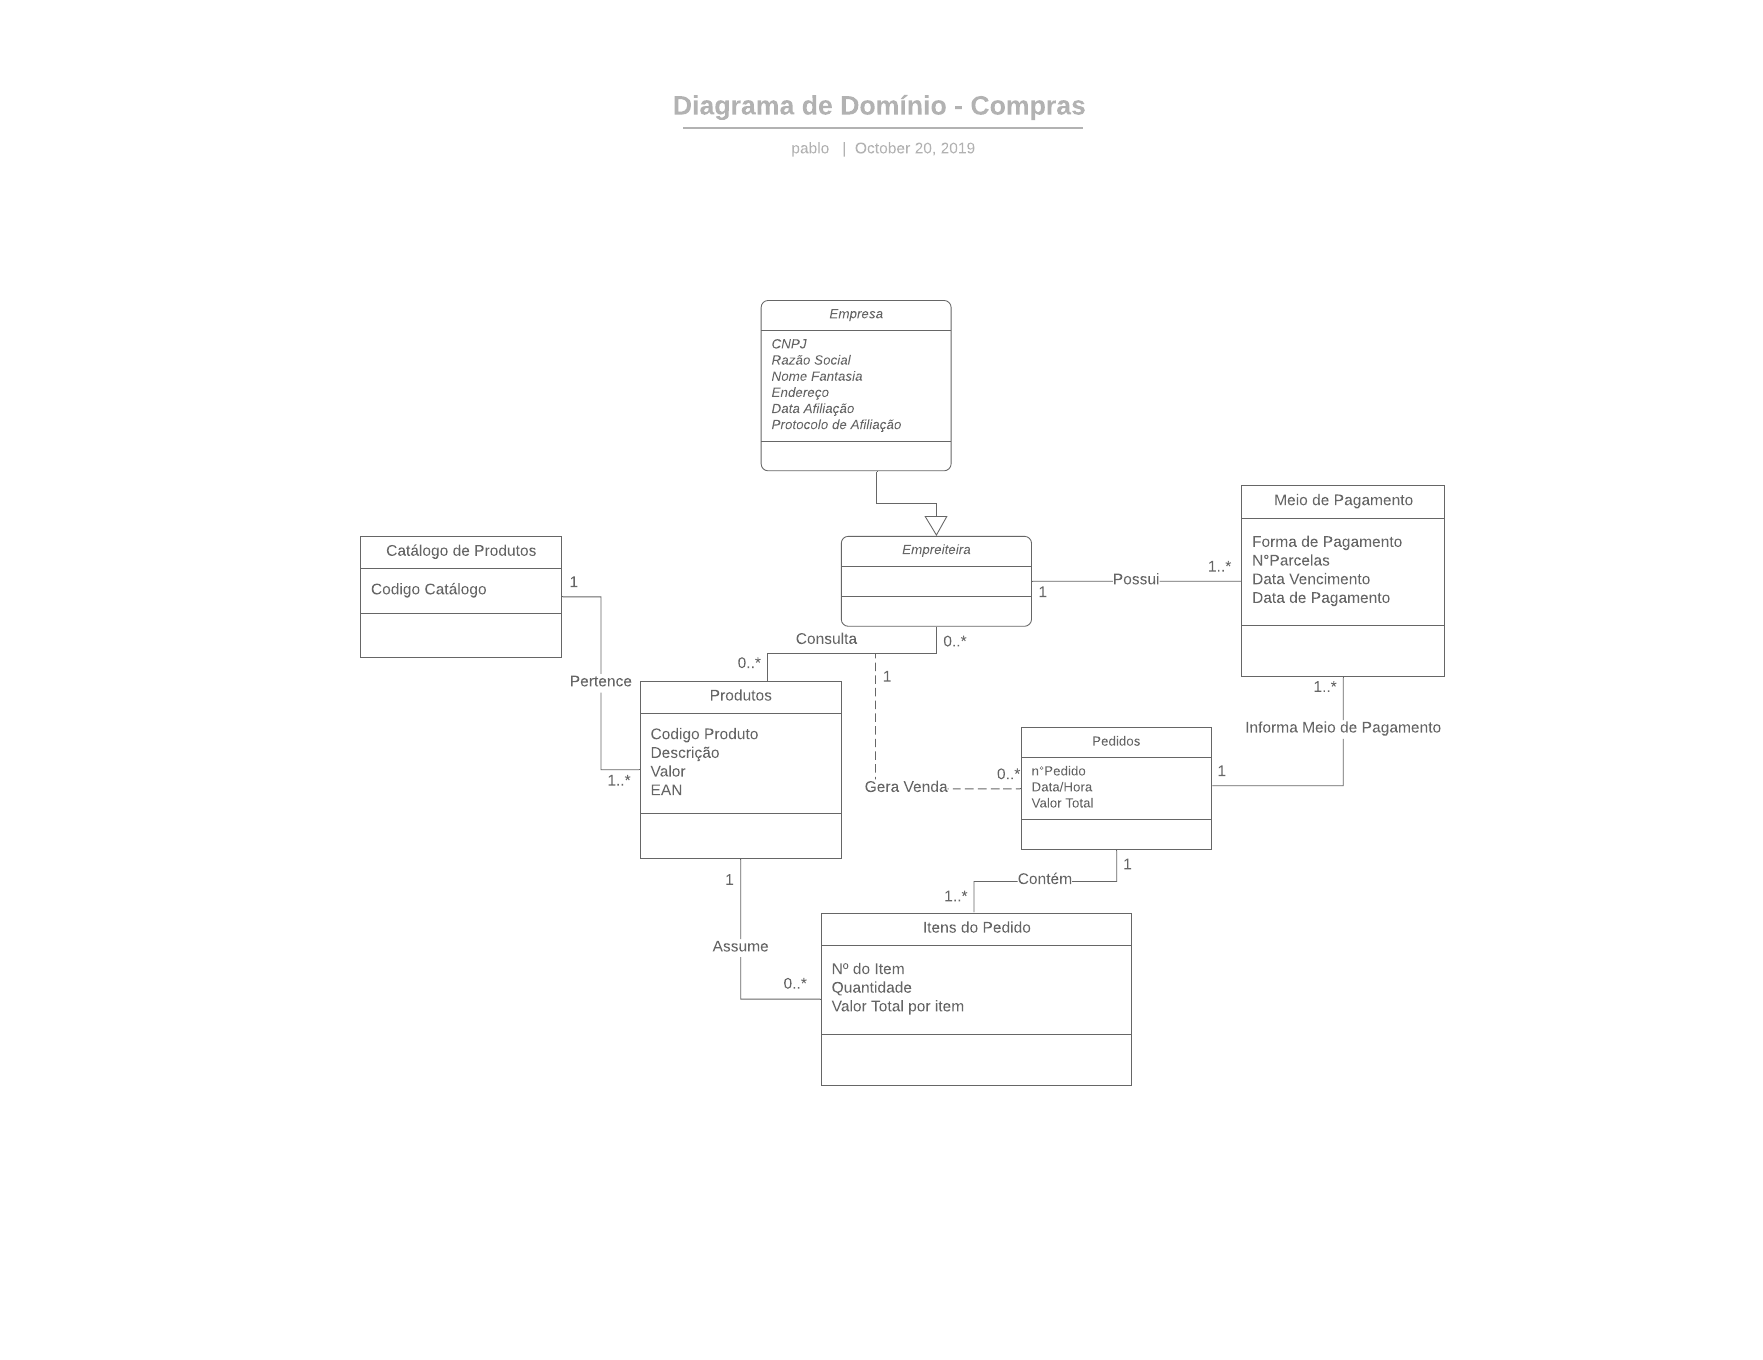 Diagrama de Domínio - Compras
pablo | October 20, 2019
Empresa
CNPJ
Razão Social
Nome Fantasia
Endereço
Data Afiliação
Protocolo de Afiliação
Meio de Pagamento
Forma de Pagamento
N°Parcelas
Data Vencimento
Data de Pagamento
Catálogo de Produtos
Codigo Catálogo
1
Empreiteira
Possui
1..*
1
Consulta
0..*
0..*
1
Pertence
1..*
Produtos
Codigo Produto
Descrição
Valor
EAN
1..*
Informa Meio de Pagamento
Pedidos
n°Pedido
Data/Hora
Valor Total
0..*
1
Gera Venda
1
Contém
1..*
1
Assume
0..*
Itens do Pedido
Nº do Item
Quantidade
Valor Total por item